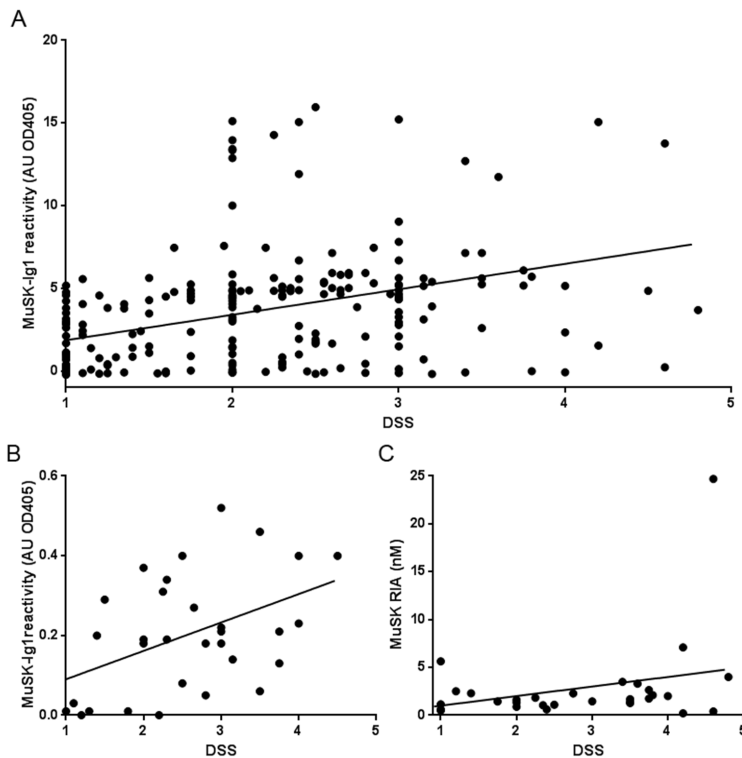 A
MuSK-Ig1 reactivity (AU OD405)
20
15
10
5
0
1 2 3 4 5
DSS
B
MuSK-Ig1reactivity (AU OD405)
0.6
0.4
0.2
0.0
1 2 3 4 5
DSS
C
MuSK RIA (nM)
25
20
15
10
5
0
1 2 3 4 5
DSS